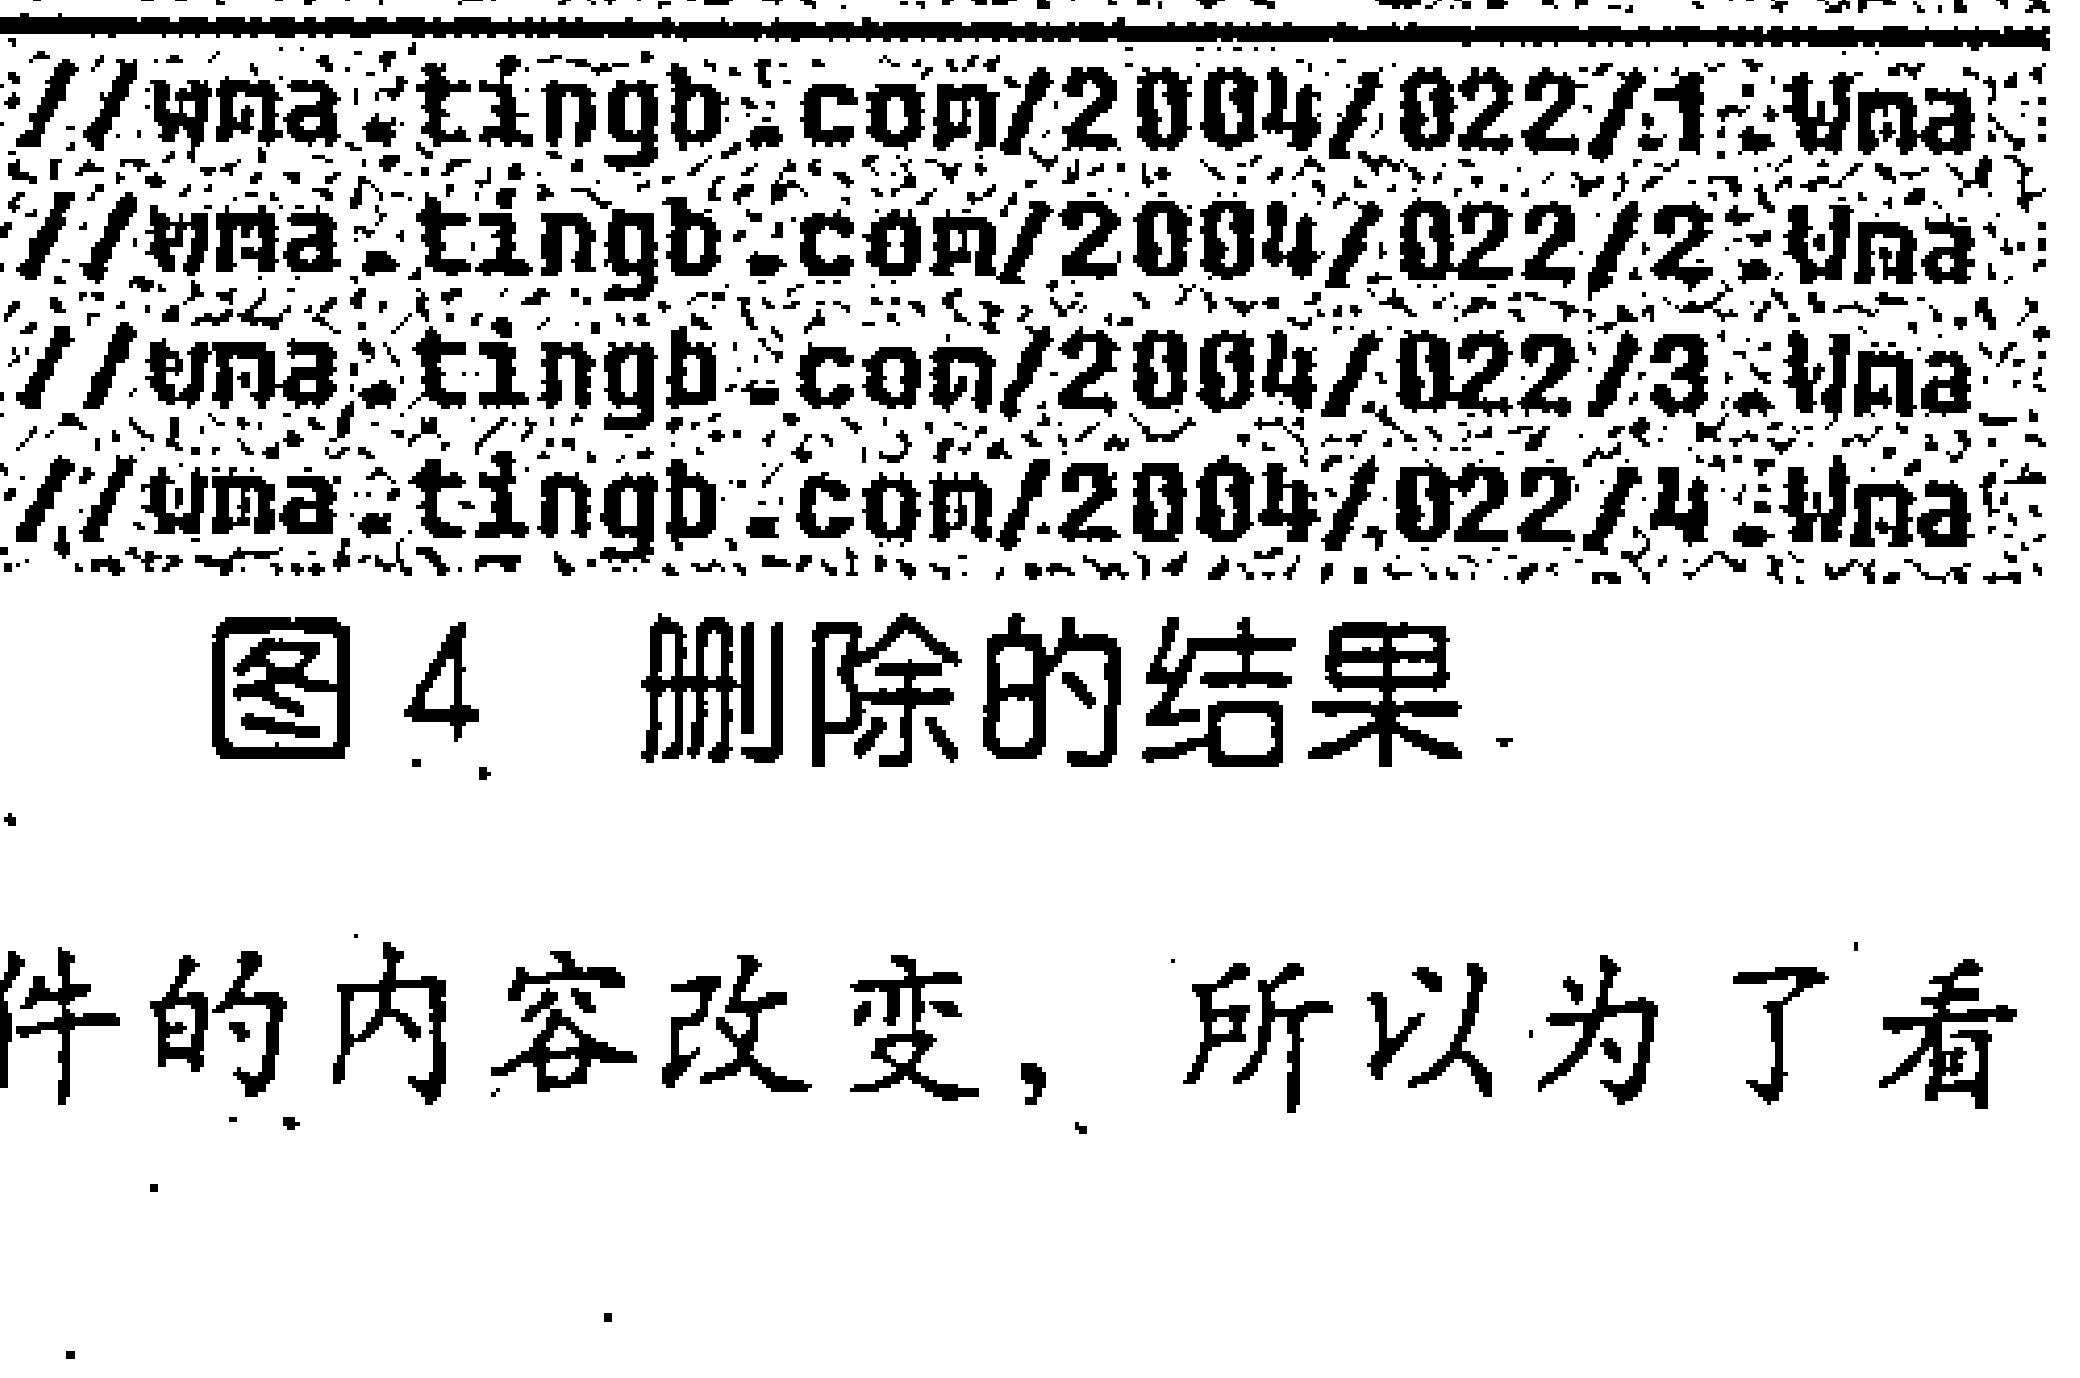 //wma.tingb.com/2004/022/1.Wma
//wma.tingb.com/2004/022/2.Wma
//wma.tingb.com/2004/022/3.Wma
//wma.tingb.com/2004/022/4.Wma
图4 删除的结果
件的内容改变，所以为了看